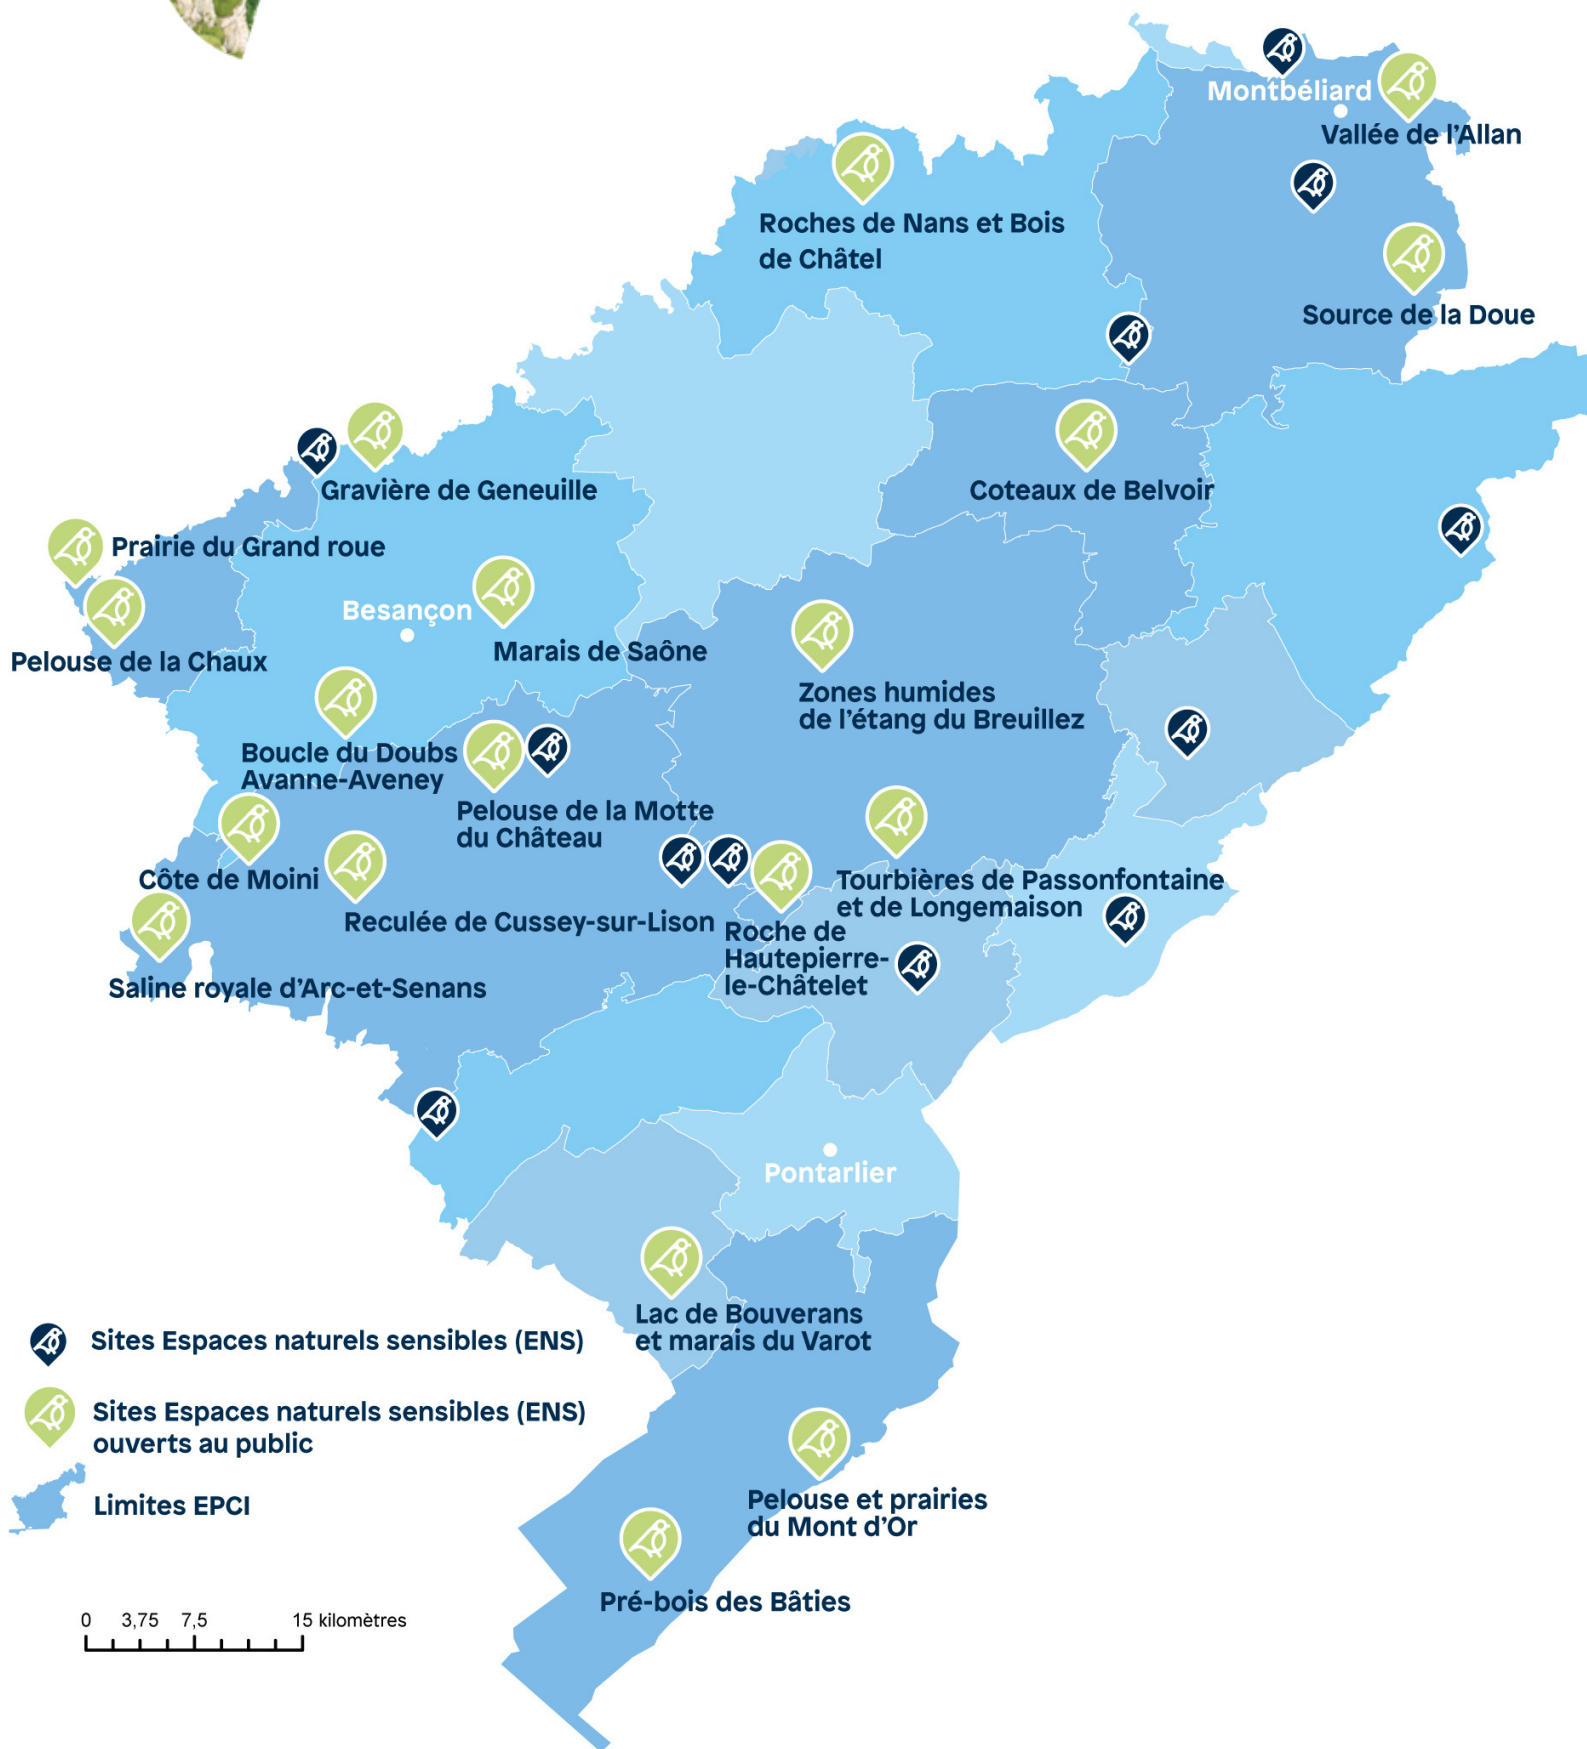 Montbéliard
Vallée de l'Allan
Roches de Nans et Bois
de Châtel
Source de la Doue
Gravière de Geneuille
Coteaux de Belvoir
Prairie du Grand roue
Besançon
Marais de Saône
Pelouse de la Chaux
Zones humides
de l'étang du Breuillez
Boucle du Doubs
Avanne-Aveney
Pelouse de la Motte
du Château
Côte de Moini
Tourbières de Passonfontaine
et de Longemaison
Reculée de Cussey-sur-Lison
Roche de
Hautepierre-
le-Châtelet
Saline royale d'Arc-et-Senans
Pontarlier
Lac de Bouverans
et marais du Varot
Sites Espaces naturels sensibles (ENS)
Sites Espaces naturels sensibles (ENS)
ouverts au public
Limites EPCI
Pelouse et prairies
du Mont d'Or
Pré-bois des Bâties
0 3,75 7,5 15 kilomètres